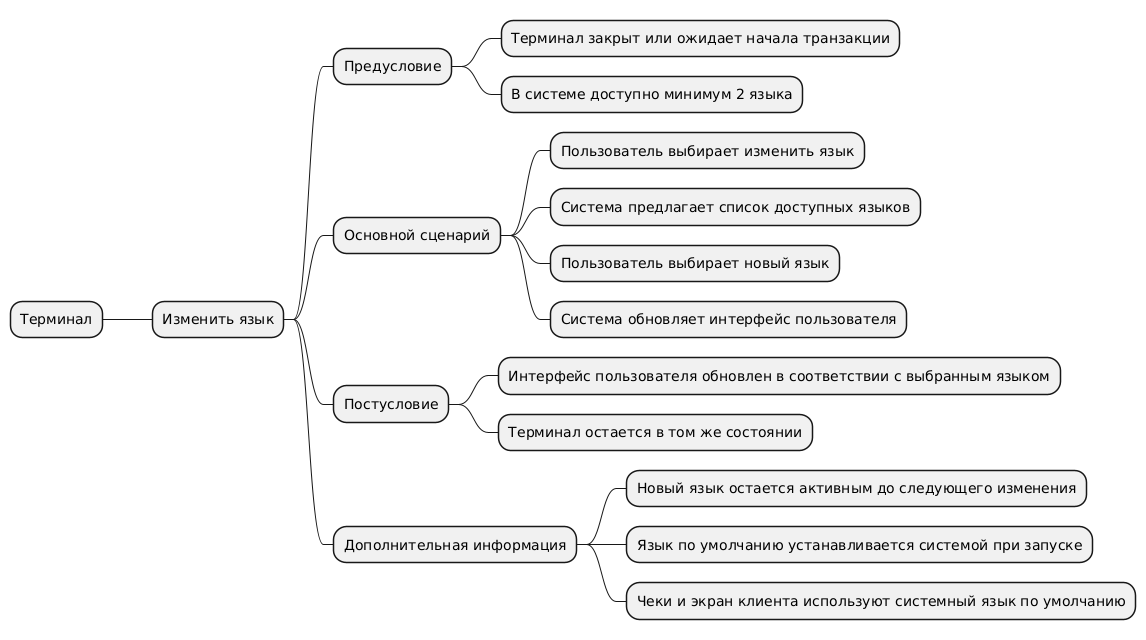 Терминал
Изменить язык
Предусловие
Терминал закрыт или ожидает начала транзакции
В системе доступно минимум 2 языка
Основной сценарий
Пользователь выбирает изменить язык
Система предлагает список доступных языков
Пользователь выбирает новый язык
Система обновляет интерфейс пользователя
Постусловие
Интерфейс пользователя обновлен в соответствии с выбранным языком
Терминал остается в том же состоянии
Дополнительная информация
Новый язык остается активным до следующего изменения
Язык по умолчанию устанавливается системой при запуске
Чеки и экран клиента используют системный язык по умолчанию